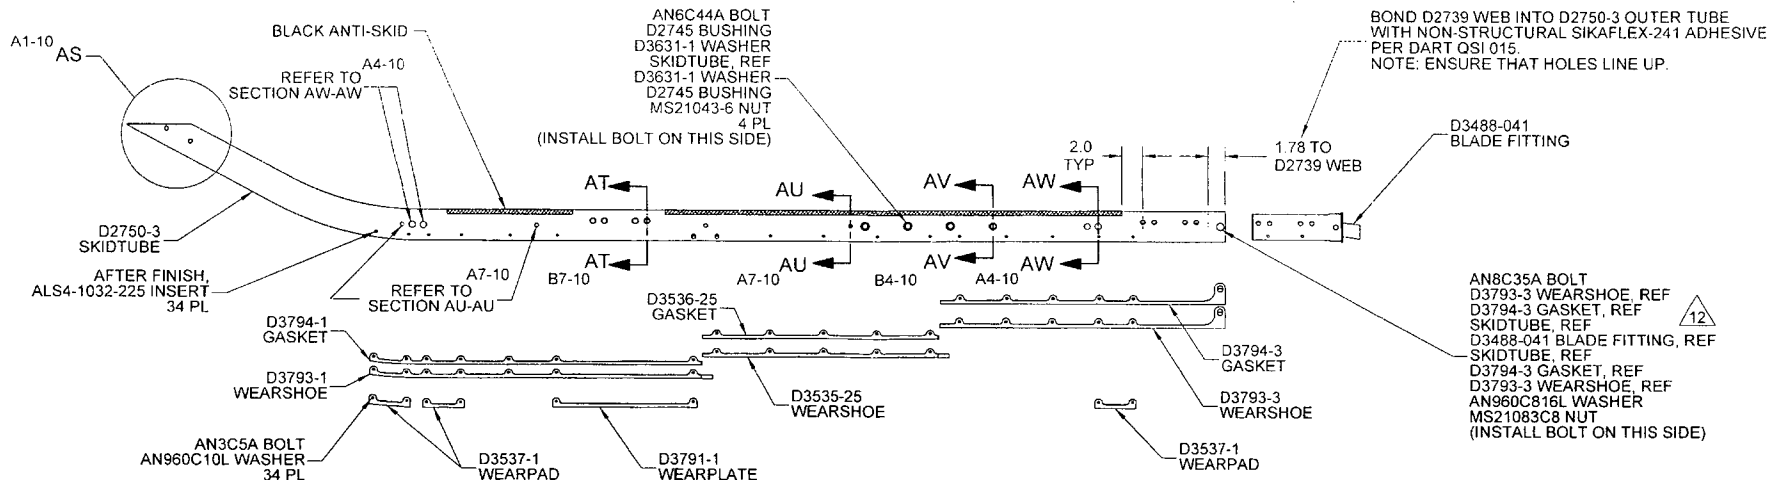 A1-10
AS
BLACK ANTI-SKID
A4-10
REFER TO
SECTION AW-AW
AN6C44A BOLT
D2745 BUSHING
D3631-1 WASHER
SKIDTUBE, REF
D3631-1 WASHER
D2745 BUSHING
MS21043-6 NUT
4 PL
(INSTALL BOLT ON THIS SIDE)
BOND D2739 WEB INTO D2750-3 OUTER TUBE
WITH NON-STRUCTURAL SIKAFLEX-241 ADHESIVE
PER DART QSI 015.
NOTE: ENSURE THAT HOLES LINE UP.
2.0
TYP
1.78 TO
D2739 WEB
D3488-041
BLADE FITTING
AT
AU
AV
AW
D2750-3
SKIDTUBE
AFTER FINISH,
ALS4-1032-225 INSERT
34 PL
A7-10
REFER TO
SECTION AU-AU
AT
B7-10
AU
A7-10
AV
B4-10
AW
A4-10
D3794-1
GASKET
D3793-1
WEARSHOE
AN3C5A BOLT
AN960C10L WASHER
34 PL
D3537-1
WEARPAD
D3791-1
WEARPLATE
D3536-25
GASKET
D3535-25
WEARSHOE
D3794-3
GASKET
D3793-3
WEARSHOE
D3537-1
WEARPAD
AN8C35A BOLT
D3793-3 WEARSHOE, REF
D3794-3 GASKET, REF
SKIDTUBE, REF
D3488-041 BLADE FITTING, REF
SKIDTUBE, REF
D3794-3 GASKET, REF
D3793-3 WEARSHOE, REF
AN960C816L WASHER
MS21083C8 NUT
(INSTALL BOLT ON THIS SIDE)
12